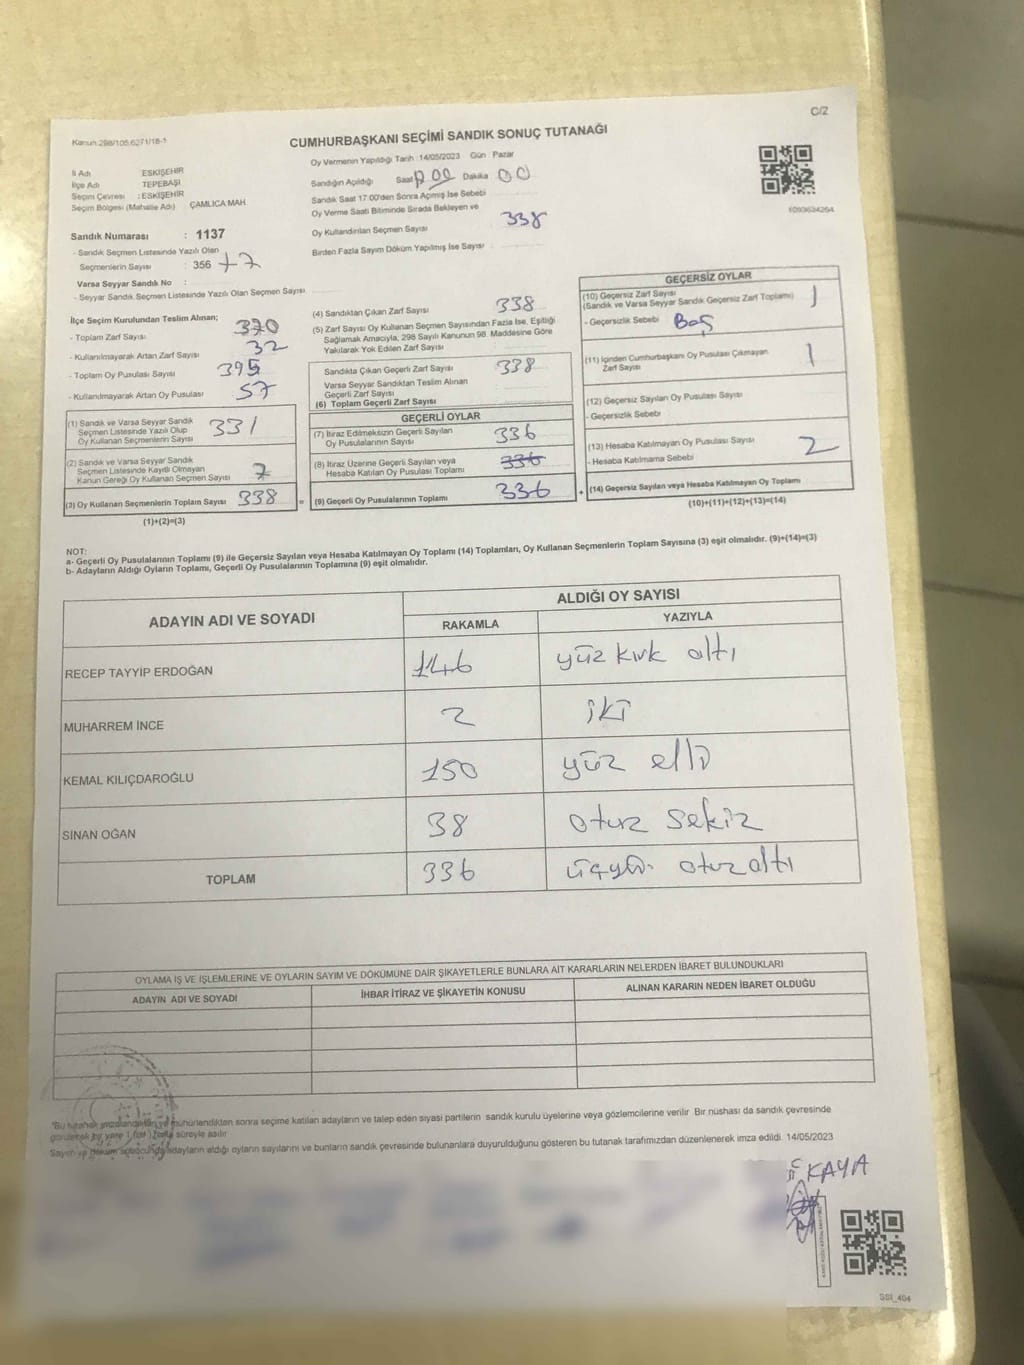 C/2
Kanun 298/105,6271/18-1
CUMHURBAŞKANI SEÇİMİ SANDIK SONUÇ TUTANAĞI
İl Adı ESKİŞEHİR
İlçe Adı TEPEBAŞI
Seçim Çevresi : ESKİŞEHİR
Seçim Bölgesi (Mahalle Adı) ÇAMLICA MAH.
Sandık Numarası : 1137
- Sandık Seçmen Listesinde Yazılı Olan
Seçmenlerin Sayısı : 356 +7
Varsa Seyyar Sandık No :
- Seyyar Sandık Seçmen Listesinde Yazılı Olan Seçmen Sayısı
Oy Vermenin Yapıldığı Tarih :14/05/2023 Gün : Pazar
Sandığın Açıldığı Saat Dakika 00
Sandık Saat 17:00'den Sonra Açılmış İse Sebebi
Oy Verme Saati Bitiminde Sırada Bekleyen ve
Oy Kullandırılan Seçmen Sayısı 338
Birden Fazla Sayım Döküm Yapılmış İse Sayısı
1093634264
İlçe Seçim Kurulundan Teslim Alınan;
- Toplam Zarf Sayısı 370
- Kullanılmayarak Artan Zarf Sayısı 32
- Toplam Oy Pusulası Sayısı 395
- Kullanılmayarak Artan Oy Pusulası 57
(1) Sandık ve Varsa Seyyar Sandık
Seçmen Listesinde Yazılı Olup
Oy Kullanan Seçmenlerin Sayısı 331
(2) Sandık ve Varsa Seyyar Sandık
Seçmen Listesinde Kayıtlı Olmayan
Kanun Gereği Oy Kullanan Seçmen Sayısı 7
(3) Oy Kullanan Seçmenlerin Toplam Sayısı 338 =
(1)+(2)=(3)
(4) Sandıktan Çıkan Zarf Sayısı 338
(5) Zarf Sayısı Oy Kullanan Seçmen Sayısından Fazla İse, Eşitliği
Sağlamak Amacıyla, 298 Sayılı Kanunun 98. Maddesine Göre
Yakılarak Yok Edilen Zarf Sayısı
Sandıkta Çıkan Geçerli Zarf Sayısı 338
Varsa Seyyar Sandıktan Teslim Alınan
Geçerli Zarf Sayısı
(6) Toplam Geçerli Zarf Sayısı
GEÇERLİ OYLAR
(7) İtiraz Edilmeksizin Geçerli Sayılan
Oy Pusulalarının Sayısı 336
(8) İtiraz Üzerine Geçerli Sayılan veya
Hesaba Katılan Oy Pusulası Toplamı 336
(9) Geçerli Oy Pusulalarının Toplamı 336 +
GEÇERSİZ OYLAR
(10) Geçersiz Zarf Sayısı
(Sandık ve Varsa Seyyar Sandık Geçersiz Zarf Toplamı) 1
- Geçersizlik Sebebi Boş
(11) İçinden Cumhurbaşkanı Oy Pusulası Çıkmayan
Zarf Sayısı 1
(12) Geçersiz Sayılan Oy Pusulası Sayısı
- Geçersizlik Sebebi
(13) Hesaba Katılmayan Oy Pusulası Sayısı 2
- Hesaba Katılmama Sebebi
(14) Geçersiz Sayılan veya Hesaba Katılmayan Oy Toplamı
(10)+(11)+(12)+(13)=(14)
NOT:
a- Geçerli Oy Pusulalarının Toplamı (9) ile Geçersiz Sayılan veya Hesaba Katılmayan Oy Toplamı (14) Toplamları, Oy Kullanan Seçmenlerin Toplam Sayısına (3) eşit olmalıdır. (9)+(14)=(3)
b- Adayların Aldığı Oyların Toplamı, Geçerli Oy Pusulalarının Toplamına (9) eşit olmalıdır.
ADAYIN ADI VE SOYADI ALDIĞI OY SAYISI
RAKAMLA YAZIYLA
RECEP TAYYİP ERDOĞAN 146 yüz kırk altı
MUHARREM İNCE 2 iki
KEMAL KILIÇDAROĞLU 150 yüz elli
SİNAN OĞAN 38 otuz sekiz
TOPLAM 336 üçyüz otuzaltı
OYLAMA İŞ VE İŞLEMLERİNE VE OYLARIN SAYIM VE DÖKÜMÜNE DAİR ŞİKAYETLERLE BUNLARA AİT KARARLARIN NELERDEN İBARET BULUNDUKLARI
ADAYIN ADI VE SOYADI İHBAR İTİRAZ VE ŞİKAYETİN KONUSU ALINAN KARARIN NEDEN İBARET OLDUĞU
"Bu tutanak imzalandıktan ve mühürlendikten sonra seçime katılan adayların ve talep eden siyasi partilerin sandık kurulu üyelerine veya gözlemcilerine verilir Bir nüshası da sandık çevresinde
görülecek bir yere 1 hafta süreyle asılır
Sayım ve döküm sonucunda adayların aldığı oyların sayılarını ve bunların sandık çevresinde bulunanlara duyurulduğunu gösteren bu tutanak tarafımızdan düzenlenerek imza edildi. 14/05/2023
KAYA
SSI_404